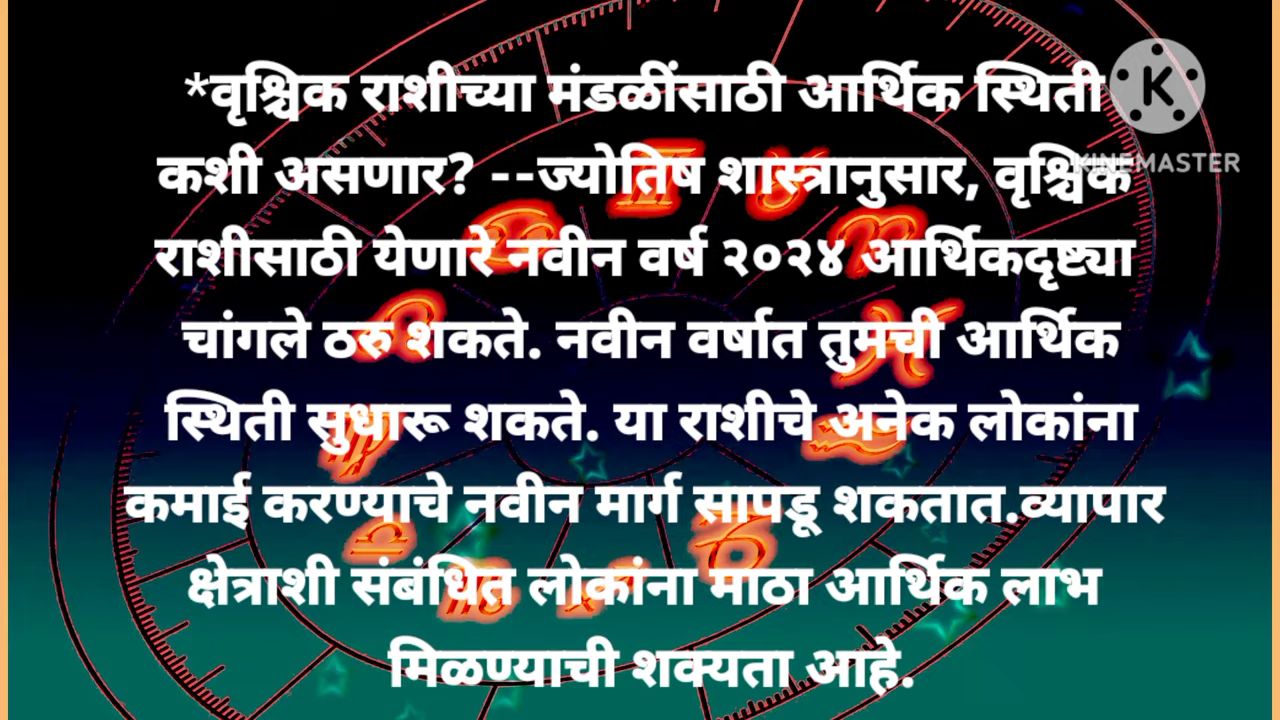 *वृश्चिक राशीच्या मंडळींसाठी आर्थिक स्थिती
कशी असणार? --ज्योतिष शास्त्रानुसार, वृश्चिक
राशीसाठी येणारे नवीन वर्ष २०२४ आर्थिकदृष्ट्या
चांगले ठरु शकते. नवीन वर्षात तुमची आर्थिक
स्थिती सुधारू शकते. या राशीचे अनेक लोकांना
कमाई करण्याचे नवीन मार्ग सापडू शकतात.व्यापार
क्षेत्राशी संबंधित लोकांना माठा आर्थिक लाभ
मिळण्याची शक्यता आहे.
K
KINEMASTER